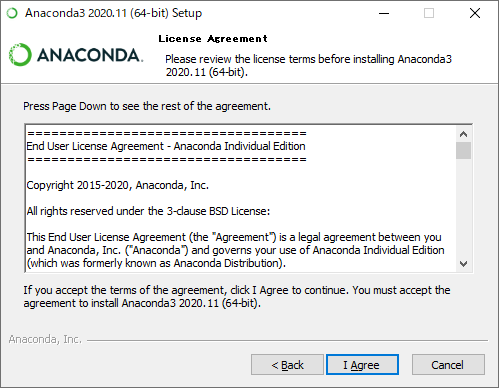 Anaconda3 2020.11 (64-bit) Setup
ANACONDA.
License Agreement
Please review the license terms before installing Anaconda3
2020.11 (64-bit).
Press Page Down to see the rest of the agreement.
===================================
End User License Agreement - Anaconda Individual Edition
===================================
Copyright 2015-2020, Anaconda, Inc.
All rights reserved under the 3-clause BSD License:
This End User License Agreement (the "Agreement") is a legal agreement between you
and Anaconda, Inc. ("Anaconda") and governs your use of Anaconda Individual Edition
(which was formerly known as Anaconda Distribution).
If you accept the terms of the agreement, click I Agree to continue. You must accept the
agreement to install Anaconda3 2020.11 (64-bit).
Anaconda, Inc.
< Back
I Agree
Cancel